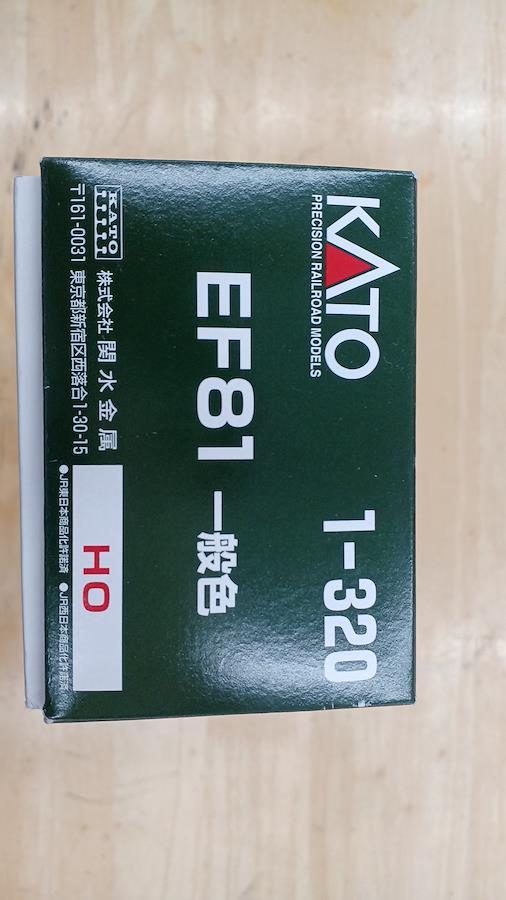 KATO
PRECISION RAILROAD MODELS
1-320
EF81 一般色
KATO
株式会社 関水金属
〒161-0031 東京都新宿区西落合1-30-15
HO
●JR東日本商品化許諾済 ●JR西日本商品化許諾済